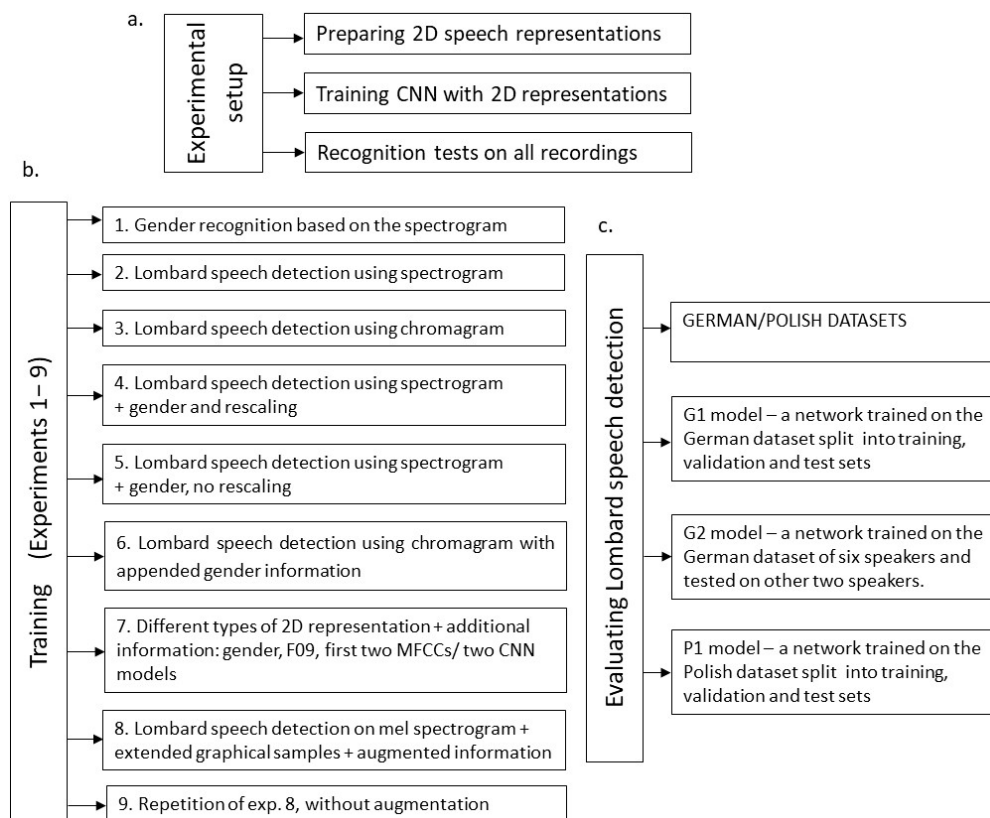 a.
Experimental
setup
Preparing 2D speech representations
Training CNN with 2D representations
Recognition tests on all recordings
b.
Training (Experiments 1– 9)
1. Gender recognition based on the spectrogram
2. Lombard speech detection using spectrogram
3. Lombard speech detection using chromagram
4. Lombard speech detection using spectrogram
+ gender and rescaling
5. Lombard speech detection using spectrogram
+ gender, no rescaling
6. Lombard speech detection using chromagram with
appended gender information
7. Different types of 2D representation + additional
information: gender, F09, first two MFCCs/ two CNN
models
8. Lombard speech detection on mel spectrogram +
extended graphical samples + augmented information
9. Repetition of exp. 8, without augmentation
c.
Evaluating Lombard speech detection
GERMAN/POLISH DATASETS
G1 model – a network trained on the
German dataset split into training,
validation and test sets
G2 model – a network trained on the
German dataset of six speakers and
tested on other two speakers.
P1 model – a network trained on the
Polish dataset split into training,
validation and test sets